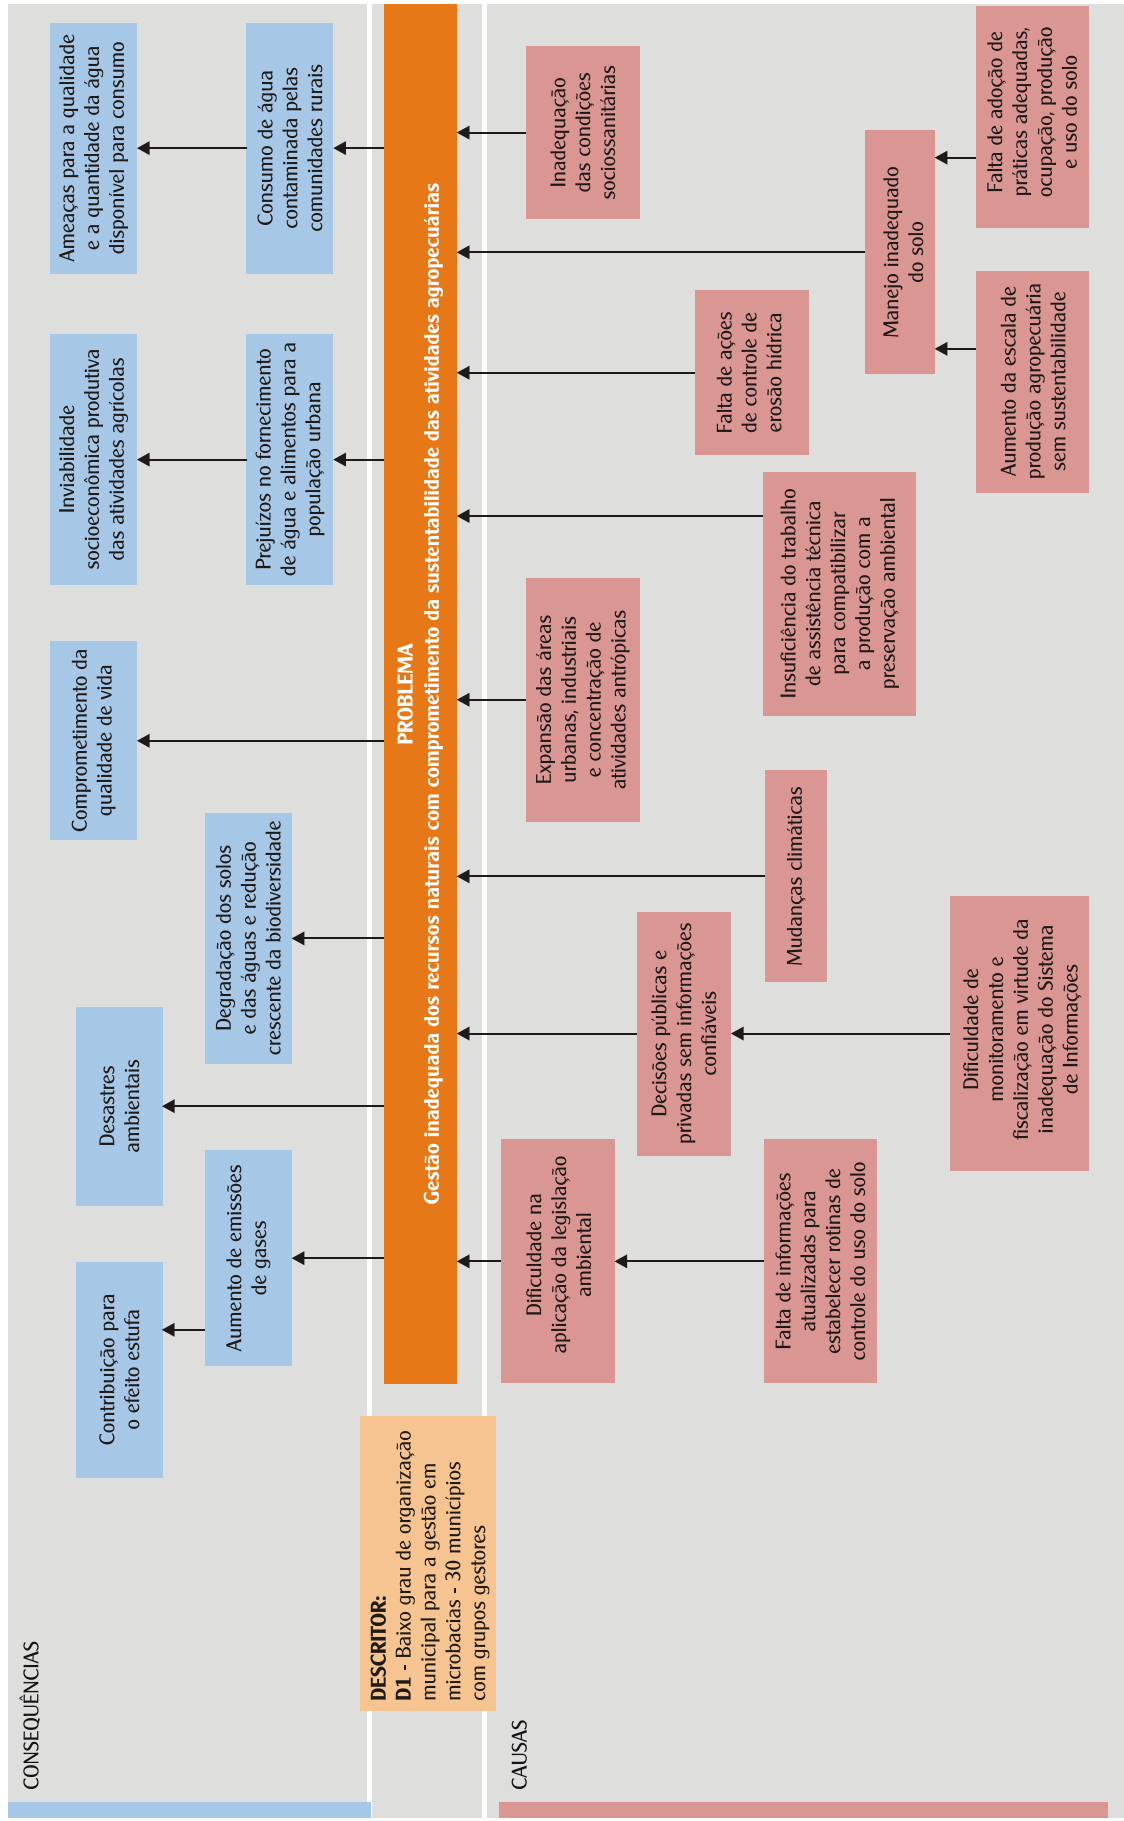 CONSEQUÊNCIAS
Contribuição para
o efeito estufa
Aumento de emissões
de gases
Desastres
ambientais
Degradação dos solos
e das águas e redução
crescente da biodiversidade
Comprometimento da
qualidade de vida
Inviabilidade
socioeconômica produtiva
das atividades agrícolas
Prejuízos no fornecimento
de água e alimentos para a
população urbana
Ameaças para a qualidade
e a quantidade da água
disponível para consumo
Consumo de água
contaminada pelas
comunidades rurais
DESCRITOR:
D1 - Baixo grau de organização
municipal para a gestão em
microbacias - 30 municípios
com grupos gestores
PROBLEMA
Gestão inadequada dos recursos naturais com comprometimento da sustentabilidade das atividades agropecuárias
CAUSAS
Dificuldade na
aplicação da legislação
ambiental
Falta de informações
atualizadas para
estabelecer rotinas de
controle do uso do solo
Decisões públicas e
privadas sem informações
confiáveis
Dificuldade de
monitoramento e
fiscalização em virtude da
inadequação do Sistema
de Informações
Mudanças climáticas
Expansão das áreas
urbanas, industriais
e concentração de
atividades antrópicas
Insuficiência do trabalho
de assistência técnica
para compatibilizar
a produção com a
preservação ambiental
Falta de ações
de controle de
erosão hídrica
Inadequação
das condições
sociossanitárias
Manejo inadequado
do solo
Aumento da escala de
produção agropecuária
sem sustentabilidade
Falta de adoção de
práticas adequadas,
ocupação, produção
e uso do solo